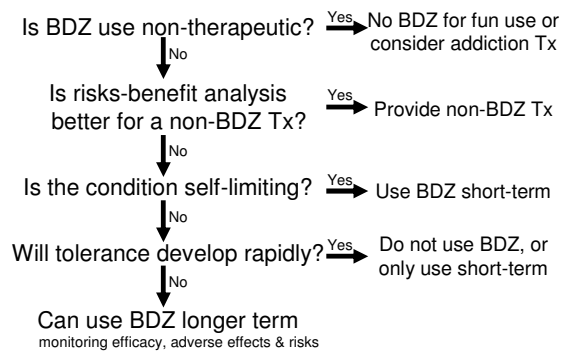 Is BDZ use non-therapeutic?
Yes
No BDZ for fun use or
consider addiction Tx
No
Is risks-benefit analysis
better for a non-BDZ Tx?
Yes
Provide non-BDZ Tx
No
Is the condition self-limiting?
Yes
Use BDZ short-term
No
Will tolerance develop rapidly?
Yes
Do not use BDZ, or
only use short-term
No
Can use BDZ longer term
monitoring efficacy, adverse effects & risks